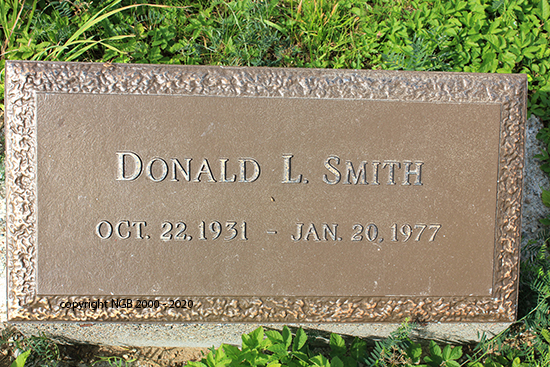 DONALD L. SMITH
OCT. 22, 1931 - JAN. 20, 1977
copyright NGB 2000 - 2020